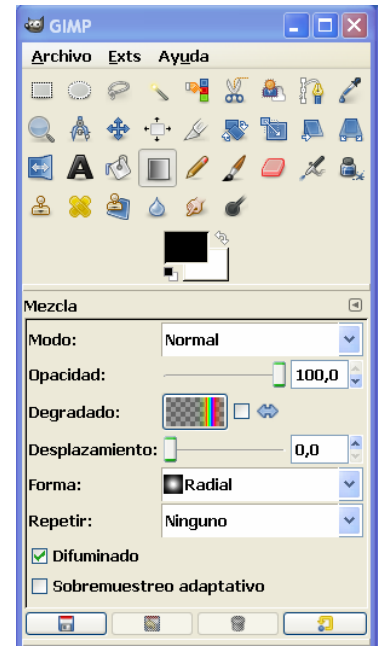 GIMP
Archivo Exts Ayuda
Mezcla
Modo: Normal
Opacidad: 100,0
Degradado:
Desplazamiento: 0,0
Forma: Radial
Repetir: Ninguno
Difuminado
Sobremuestreo adaptativo